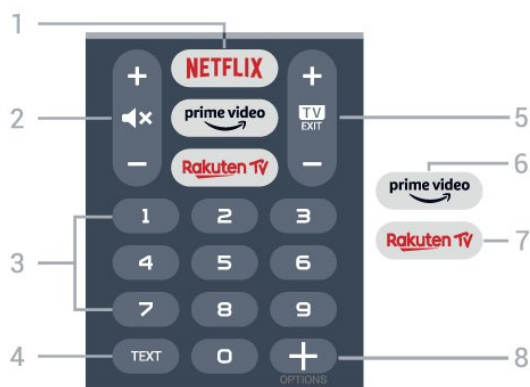 1
NETFLIX
2
+
+
prime video
TV
EXIT
5
−
−
Rakuten TV
6
prime video
3
1 2 3
Rakuten TV
7
4 5 6
7 8 9
4
TEXT 0 +
8
OPTIONS